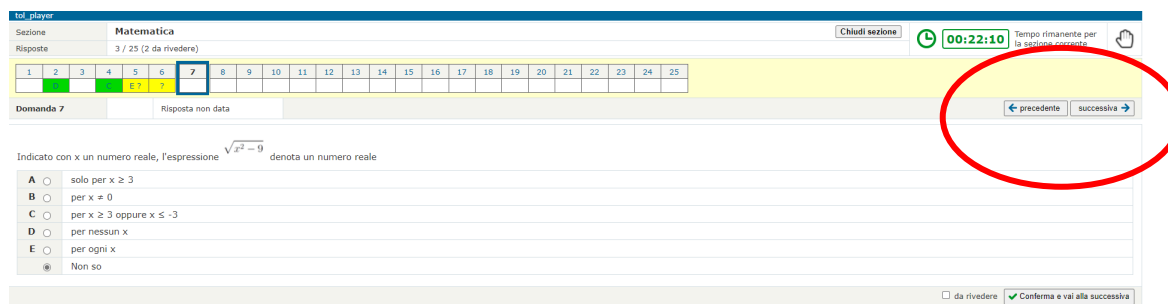 tol_player
Sezione Matematica Chiudi sezione 00:22:10 Tempo rimanente per
la sezione corrente
Risposte 3 / 25 (2 da rivedere)
1 2 3 4 5 6 7 8 9 10 11 12 13 14 15 16 17 18 19 20 21 22 23 24 25
D C E ? ?
Domanda 7 Risposta non data precedente successiva
Indicato con x un numero reale, l'espressione √(x² − 9) denota un numero reale
A solo per x ≥ 3
B per x ≠ 0
C per x ≥ 3 oppure x ≤ -3
D per nessun x
E per ogni x
Non so
da rivedere Conferma e vai alla successiva